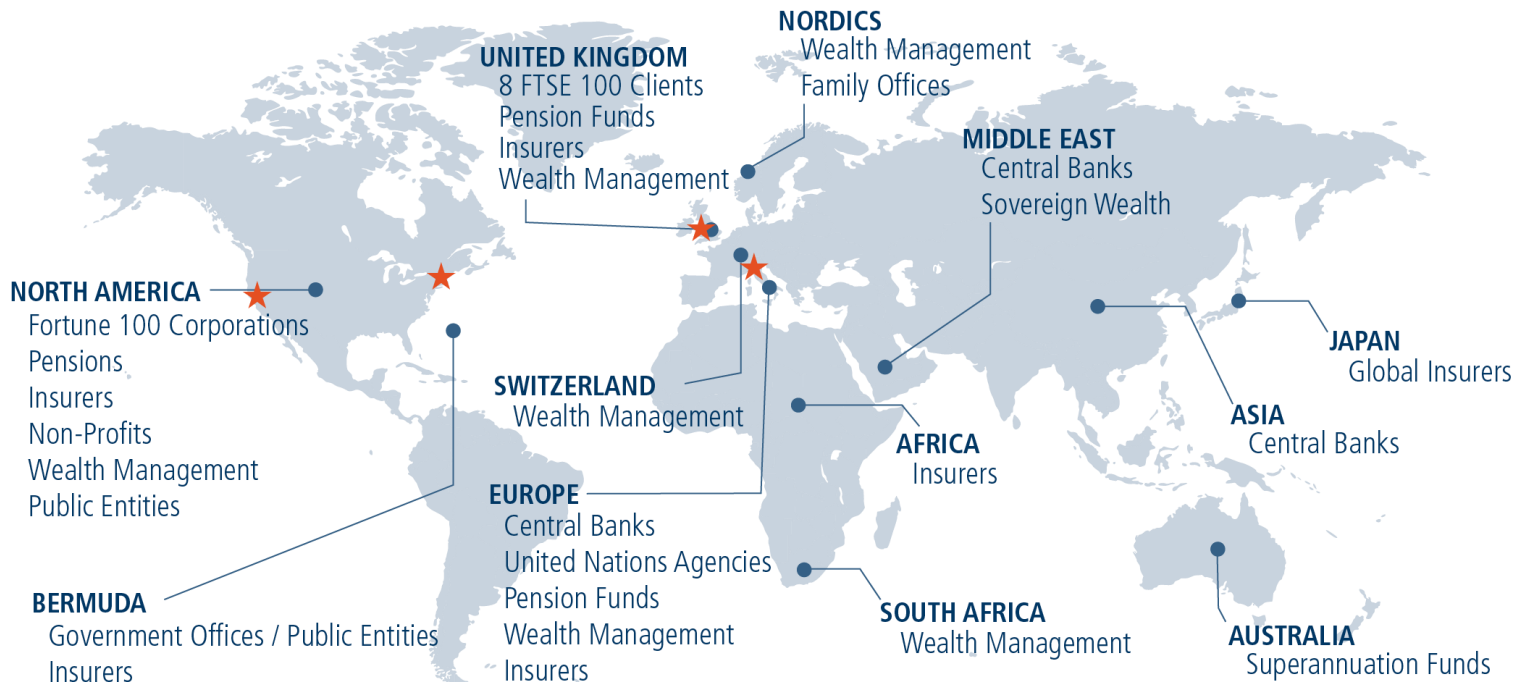 NORDICS
Wealth Management
Family Offices
UNITED KINGDOM
8 FTSE 100 Clients
Pension Funds
Insurers
Wealth Management
MIDDLE EAST
Central Banks
Sovereign Wealth
NORTH AMERICA
Fortune 100 Corporations
Pensions
Insurers
Non-Profits
Wealth Management
Public Entities
JAPAN
Global Insurers
SWITZERLAND
Wealth Management
ASIA
Central Banks
AFRICA
Insurers
EUROPE
Central Banks
United Nations Agencies
Pension Funds
Wealth Management
Insurers
BERMUDA
Government Offices / Public Entities
Insurers
SOUTH AFRICA
Wealth Management
AUSTRALIA
Superannuation Funds